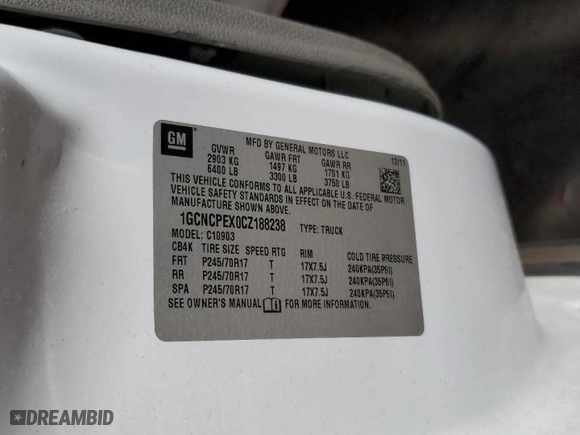 GM
MFD BY GENERAL MOTORS LLC
GVWR GAWR FRT GAWR RR 12/11
2903 KG 1497 KG 1701 KG
6400 LB 3300 LB 3750 LB
THIS VEHICLE CONFORMS TO ALL APPLICABLE U.S. FEDERAL MOTOR
VEHICLE SAFETY STANDARDS IN EFFECT ON THE DATE OF
MANUFACTURE SHOWN ABOVE.
1GCNCPEX0CZ188238 TYPE: TRUCK
MODEL: C10903
CB4K TIRE SIZE SPEED RTG RIM COLD TIRE PRESSURE
FRT P245/70R17 T 17X7.5J 240KPA(35PSI)
RR P245/70R17 T 17X7.5J 240KPA(35PSI)
SPA P245/70R17 T 17X7.5J 240KPA(35PSI)
SEE OWNER'S MANUAL FOR MORE INFORMATION.
DREAMBID